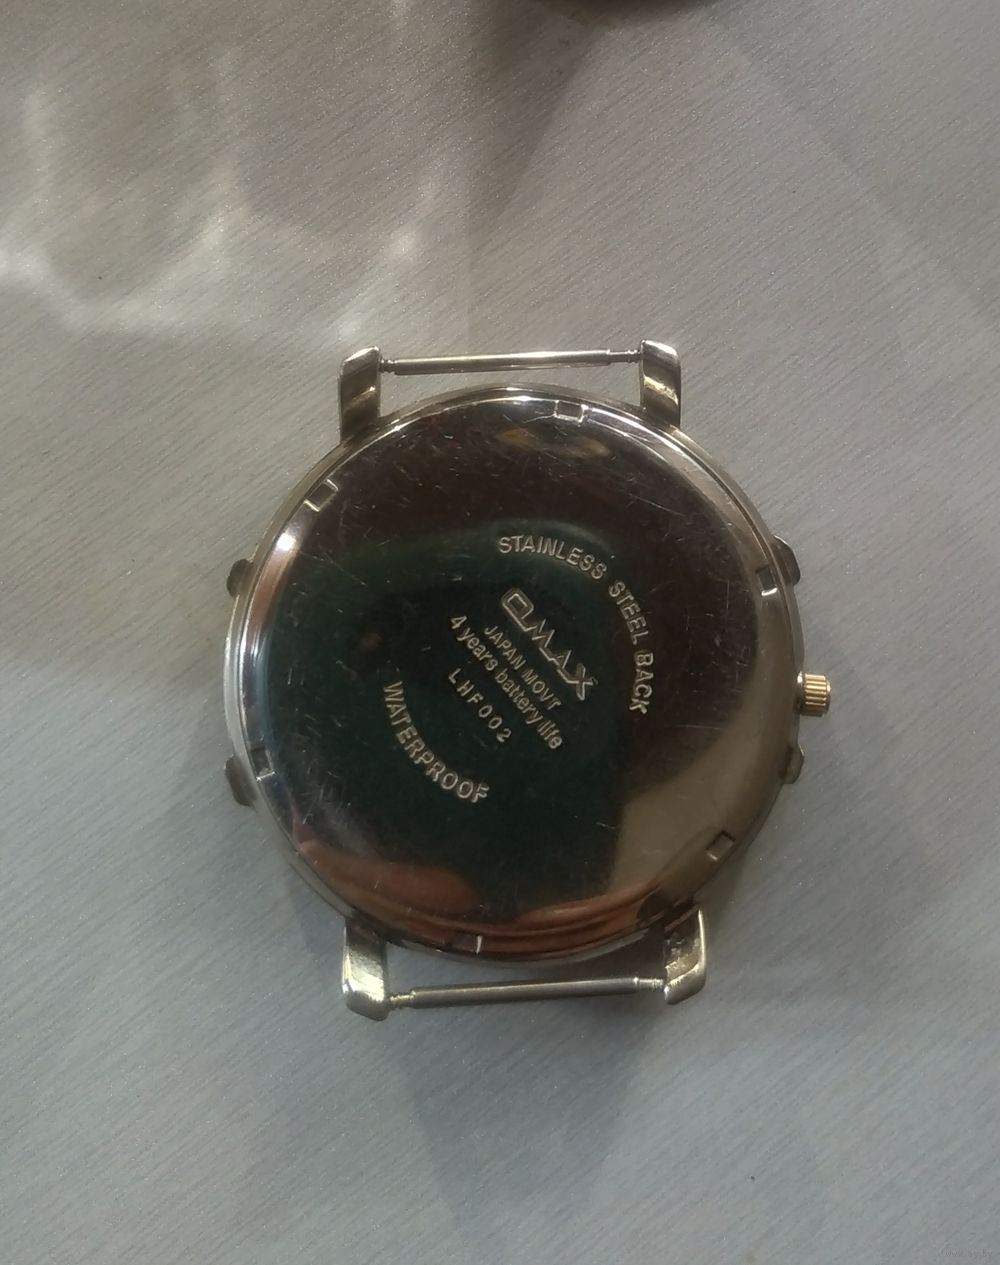 STAINLESS STEEL BACK
OMAX
JAPAN MOVT
4 years battery life
LHF002
WATERPROOF